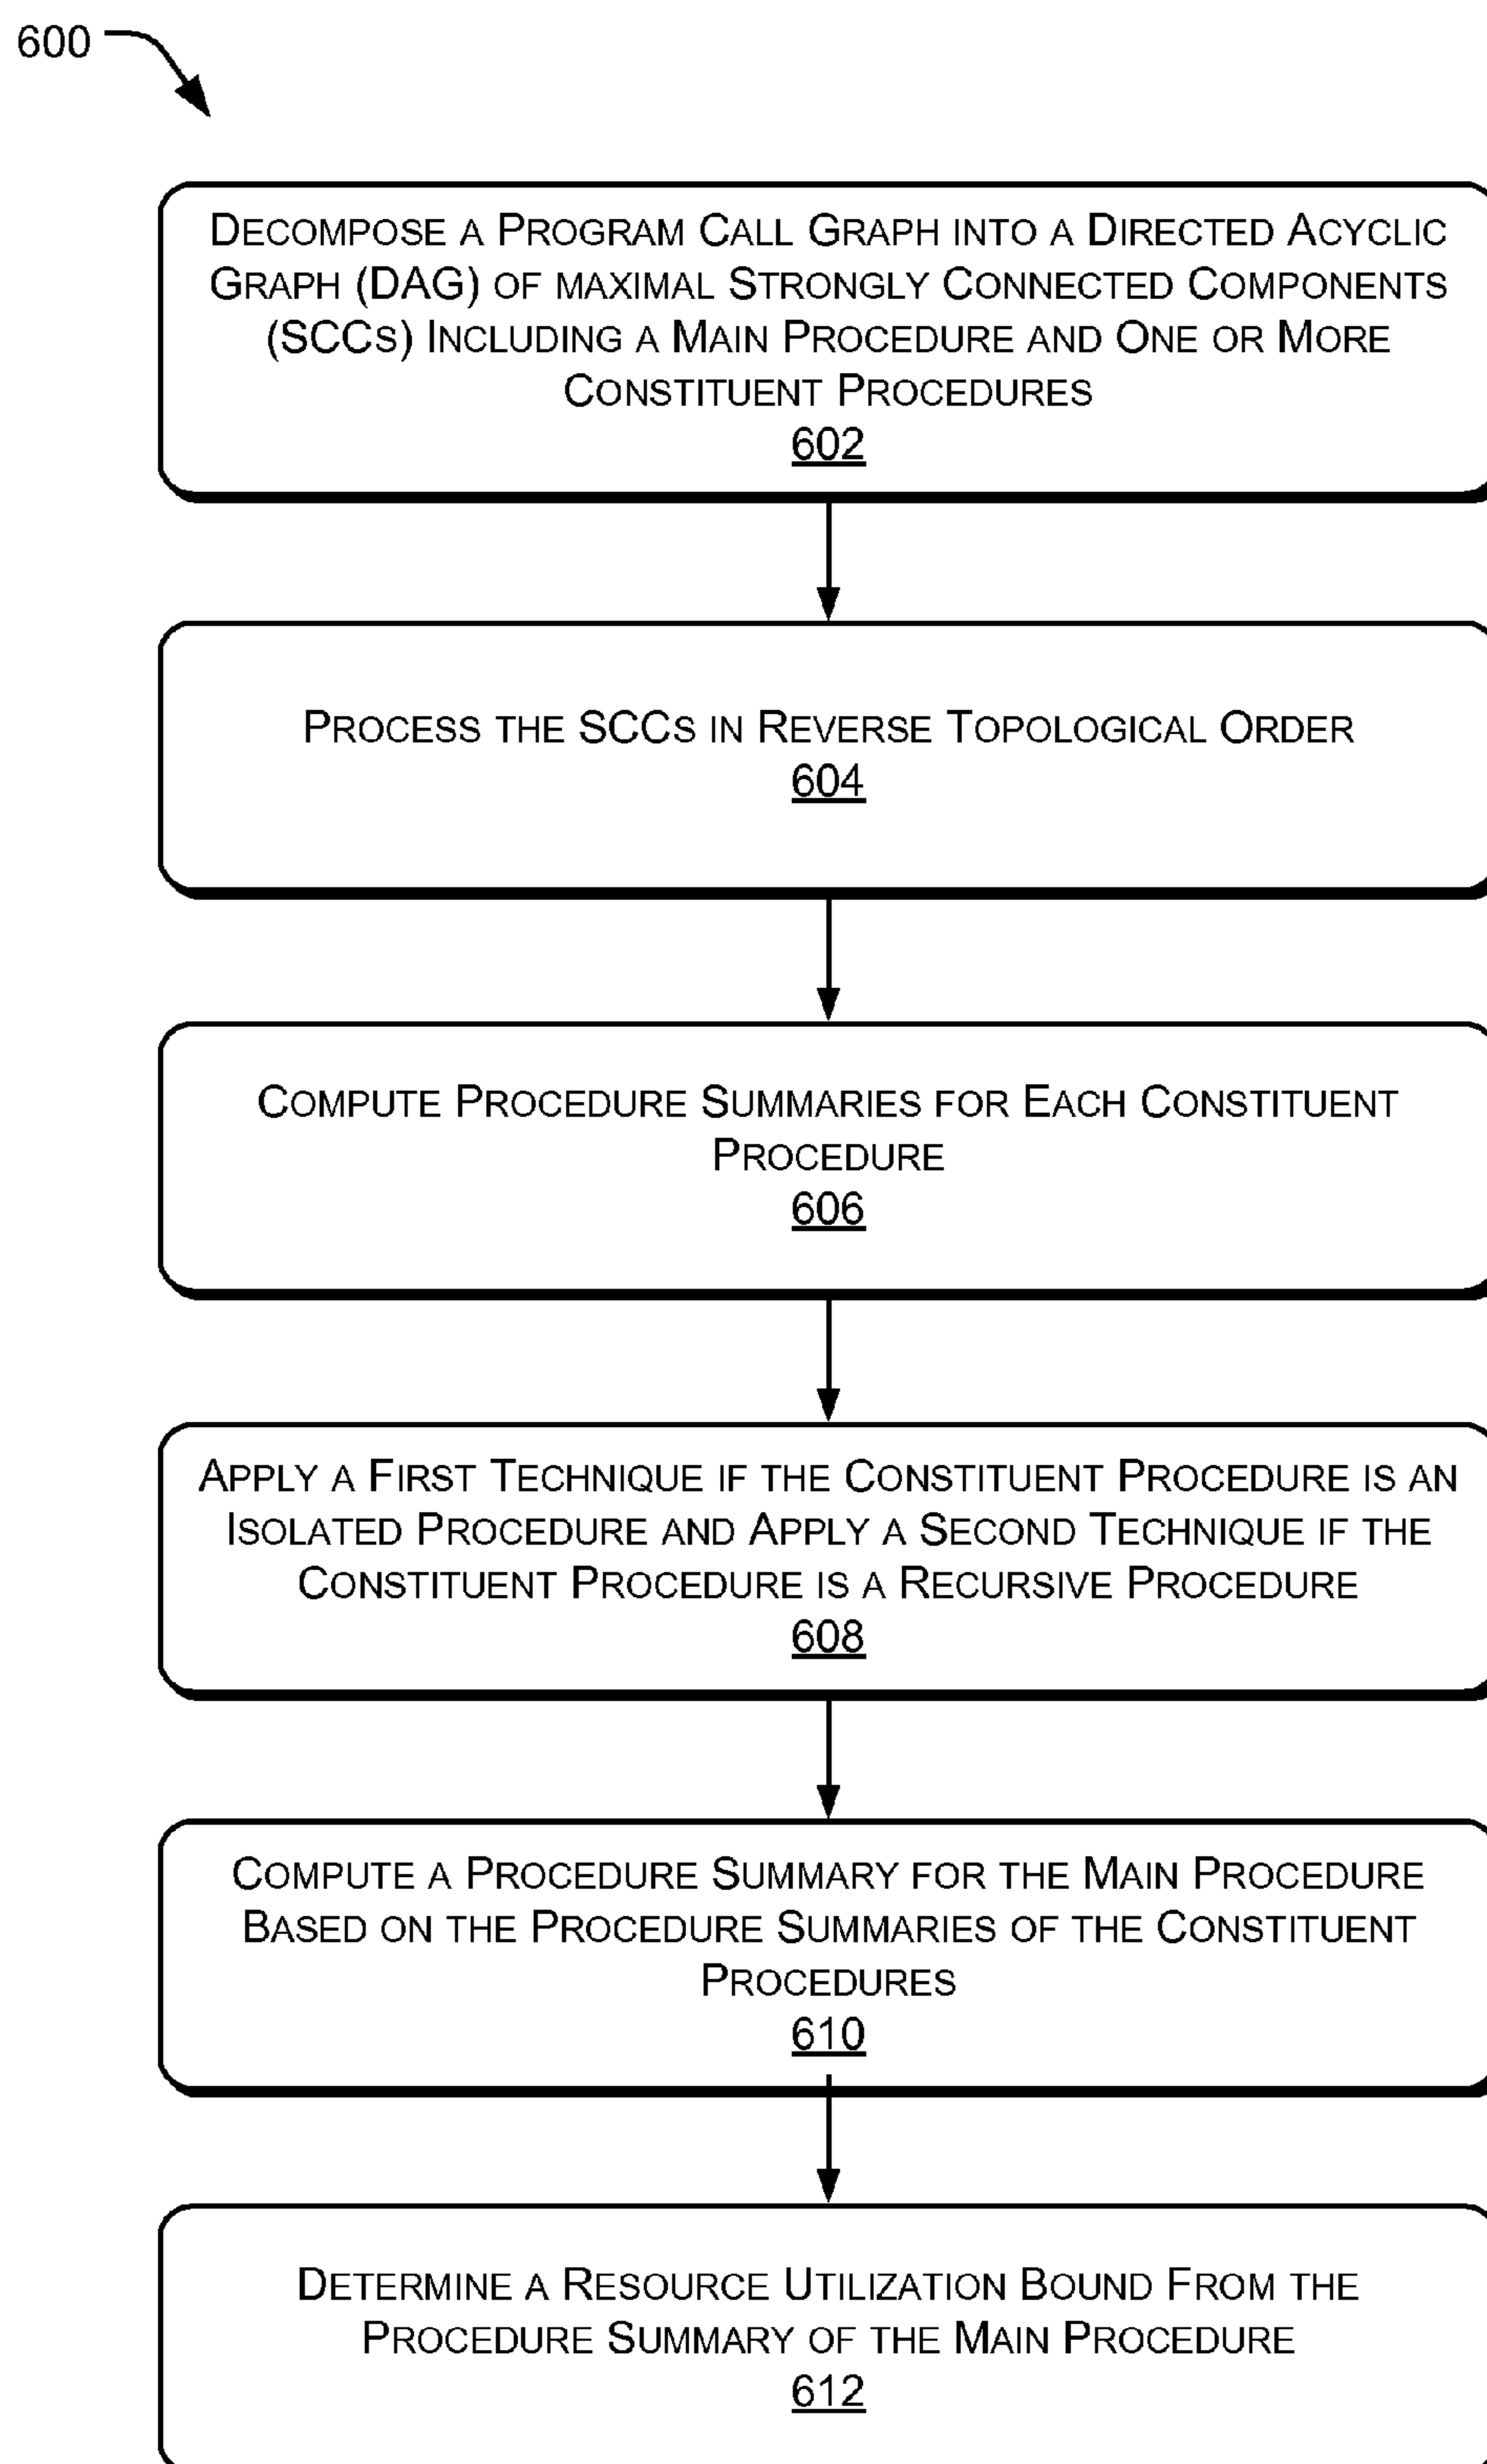 600
DECOMPOSE A PROGRAM CALL GRAPH INTO A DIRECTED ACYCLIC
GRAPH (DAG) OF MAXIMAL STRONGLY CONNECTED COMPONENTS
(SCCS) INCLUDING A MAIN PROCEDURE AND ONE OR MORE
CONSTITUENT PROCEDURES
602
PROCESS THE SCCS IN REVERSE TOPOLOGICAL ORDER
604
COMPUTE PROCEDURE SUMMARIES FOR EACH CONSTITUENT
PROCEDURE
606
APPLY A FIRST TECHNIQUE IF THE CONSTITUENT PROCEDURE IS AN
ISOLATED PROCEDURE AND APPLY A SECOND TECHNIQUE IF THE
CONSTITUENT PROCEDURE IS A RECURSIVE PROCEDURE
608
COMPUTE A PROCEDURE SUMMARY FOR THE MAIN PROCEDURE
BASED ON THE PROCEDURE SUMMARIES OF THE CONSTITUENT
PROCEDURES
610
DETERMINE A RESOURCE UTILIZATION BOUND FROM THE
PROCEDURE SUMMARY OF THE MAIN PROCEDURE
612